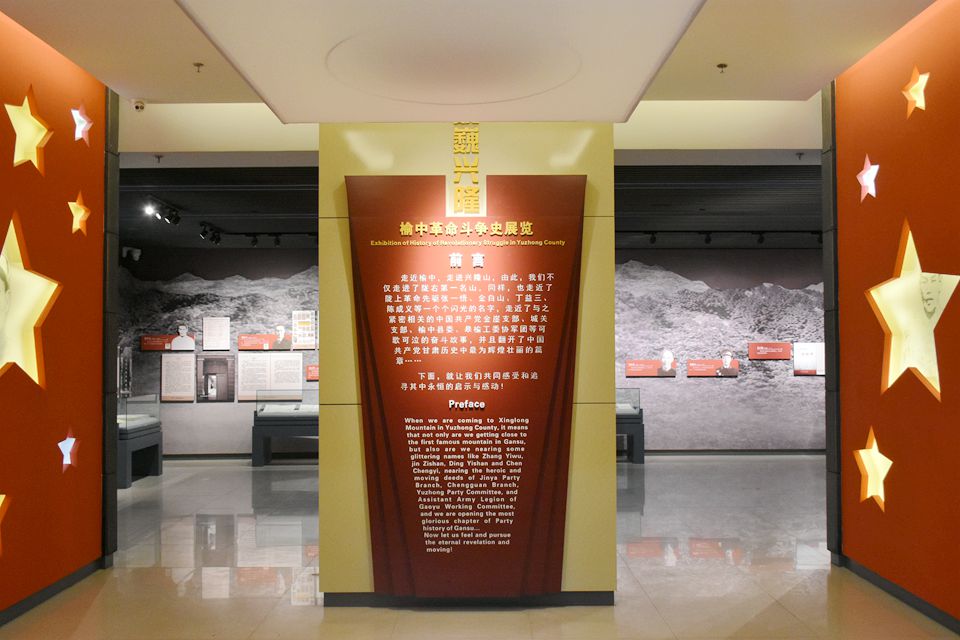 巍兴隆
榆中革命斗争史展览
Exhibition of History of Revolutionary Struggle in Yuzhong County
前言
走近榆中，走进兴隆山，由此，我们不
仅走进了陇右第一名山，同样，也走近了
陇上革命先驱张一悟、金自山、丁益三、
陈成义等一个个闪光的名字，走近了与之
紧密相关的中国共产党金崖支部、城关
支部、榆中县委、皋榆工委协军团等可
歌可泣的奋斗故事，并且翻开了中国
共产党甘肃历史中最为辉煌壮丽的篇
章……
下面，就让我们共同感受和追
寻其中永恒的启示与感动！
Preface
When we are coming to Xinglong
Mountain in Yuzhong County, it means
that not only are we getting close to
the first famous mountain in Gansu,
but also are we nearing some
glittering names like Zhang Yiwu,
jin Zishan, Ding Yishan and Chen
Chengyi, nearing the heroic and
moving deeds of Jinya Party
Branch, Chengguan Branch,
Yuzhong Party Committee, and
Assistant Army Legion of
Gaoyu Working Committee,
and we are opening the most
glorious chapter of Party
history of Gansu...
Now let us feel and pursue
the eternal revelation and
moving!